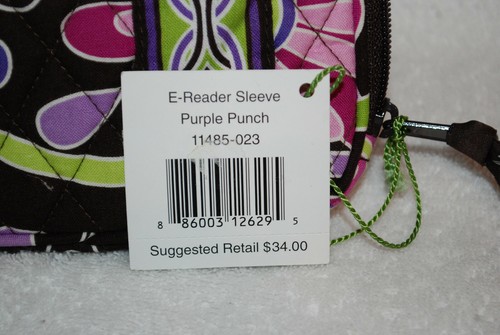 E-Reader Sleeve
Purple Punch
11485-023
8 86003 12629 5
Suggested Retail $34.00